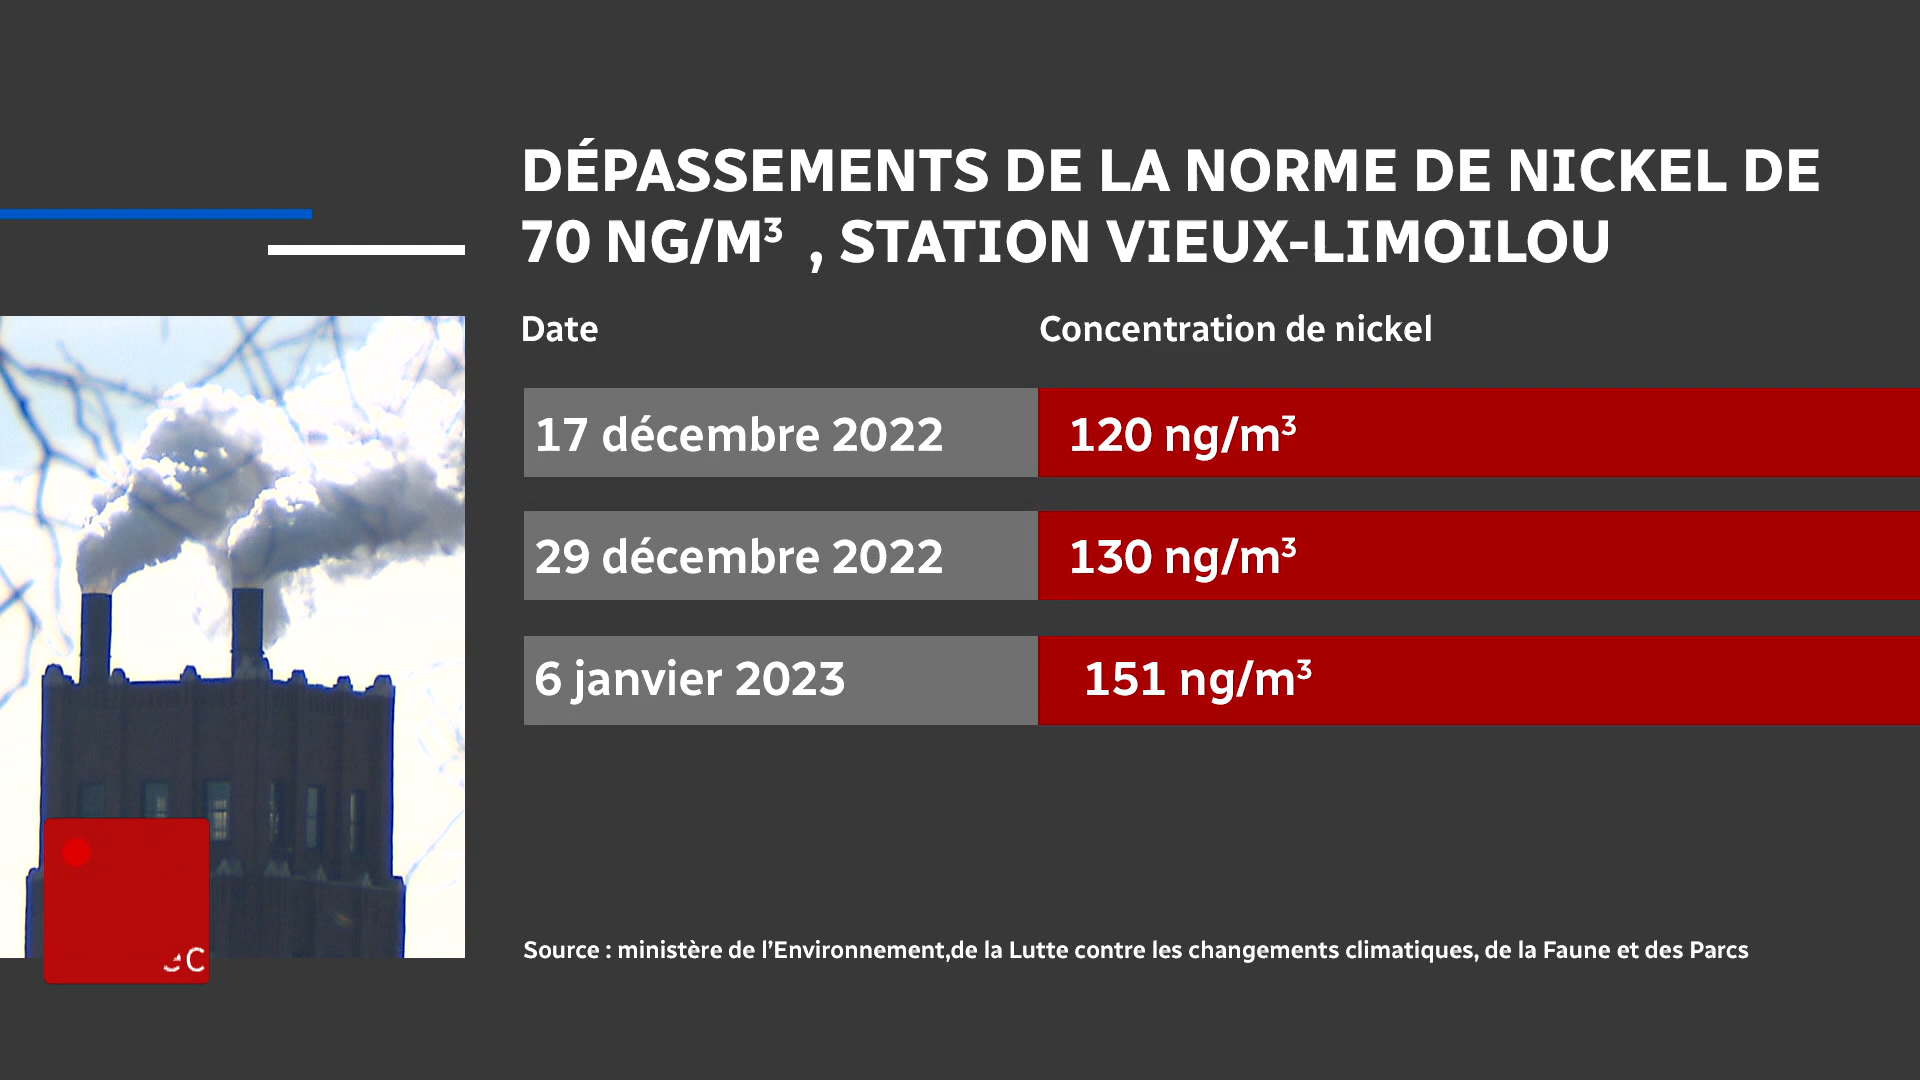 DÉPASSEMENTS DE LA NORME DE NICKEL DE
70 NG/M³ , STATION VIEUX-LIMOILOU
Date Concentration de nickel
17 décembre 2022 120 ng/m³
29 décembre 2022 130 ng/m³
6 janvier 2023 151 ng/m³
Source : ministère de l’Environnement,de la Lutte contre les changements climatiques, de la Faune et des Parcs